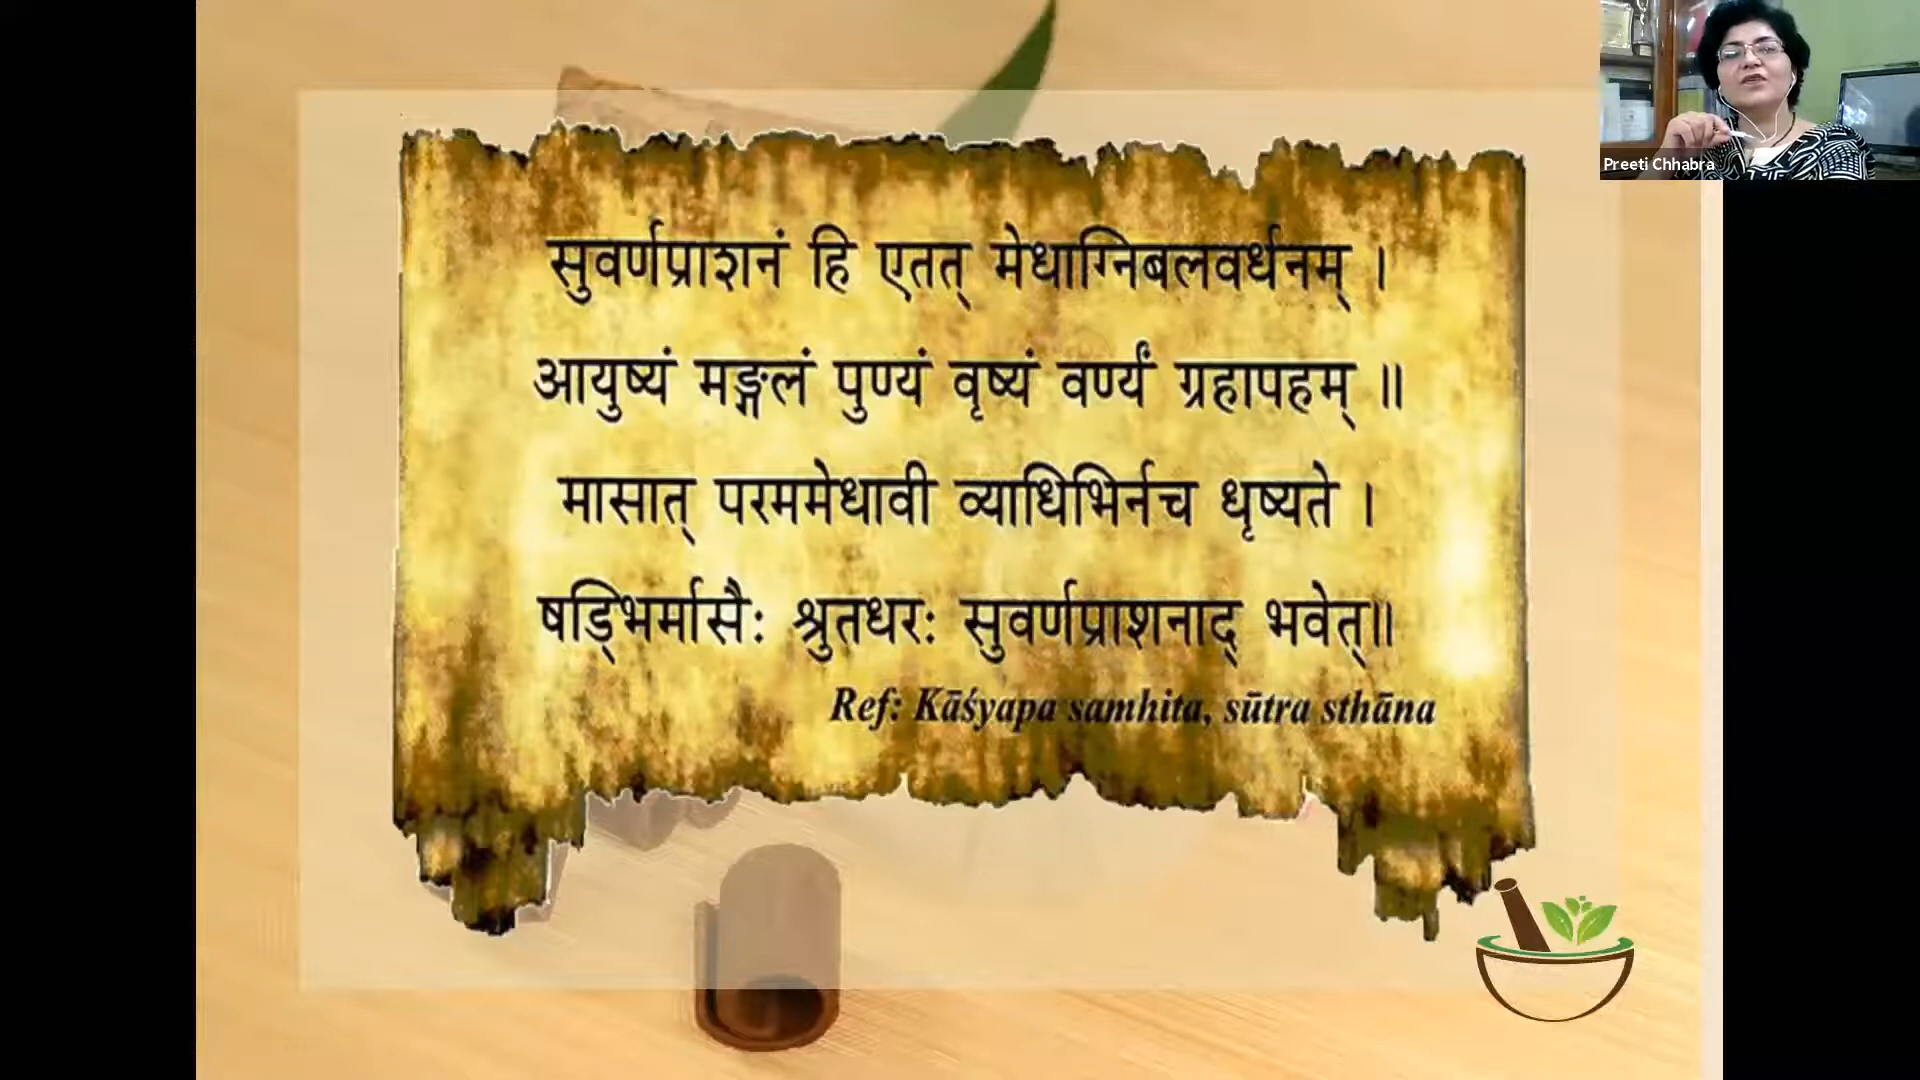 सुवर्णप्राशनं हि एतत् मेधाग्निबलवर्धनम् ।
आयुष्यं मङ्गलं पुण्यं वृष्यं वर्ण्यं ग्रहापहम् ॥
मासात् परममेधावी व्याधिभिर्नच धृष्यते ।
षड्भिर्मासैः श्रुतधरः सुवर्णप्राशनाद् भवेत्॥
Ref: Kāśyapa samhita, sūtra sthāna
Preeti Chhabra